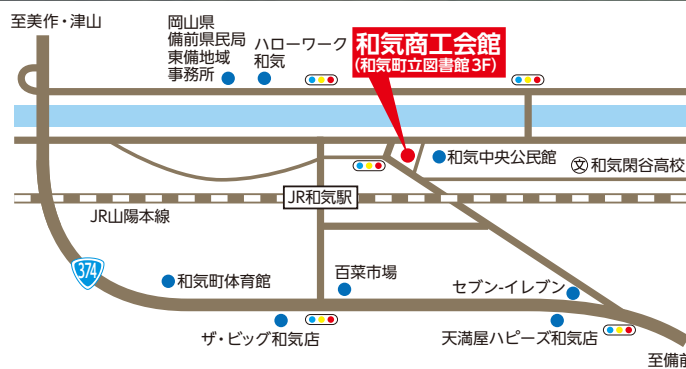 至美作・津山
岡山県
備前県民局
東備地域
事務所
ハローワーク
和気
和気商工会館
(和気町立図書館3F)
和気中央公民館
文 和気閑谷高校
JR和気駅
JR山陽本線
374
和気町体育館
百菜市場
セブン-イレブン
ザ・ビッグ和気店
天満屋ハピーズ和気店
至備前